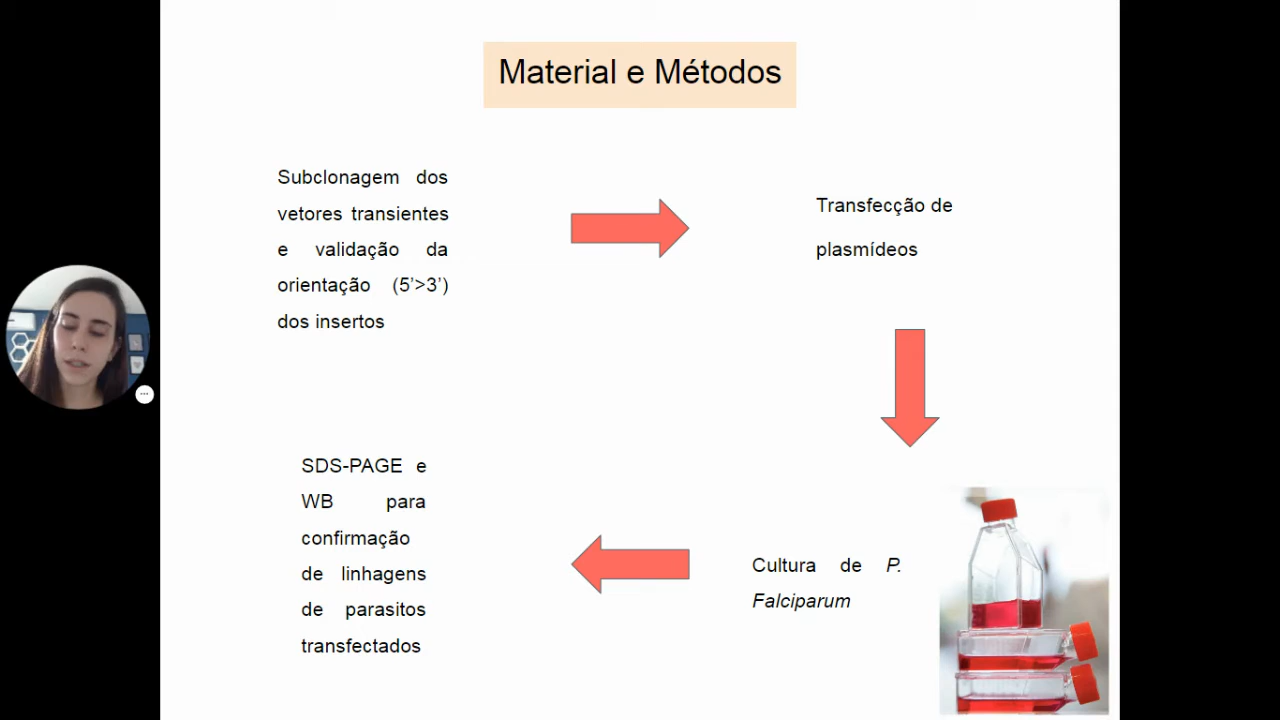 Material e Métodos
Subclonagem dos
vetores transientes
e validação da
orientação (5’>3’)
dos insertos
Transfecção de
plasmídeos
SDS-PAGE e
WB para
confirmação
de linhagens
de parasitos
transfectados
Cultura de P.
Falciparum